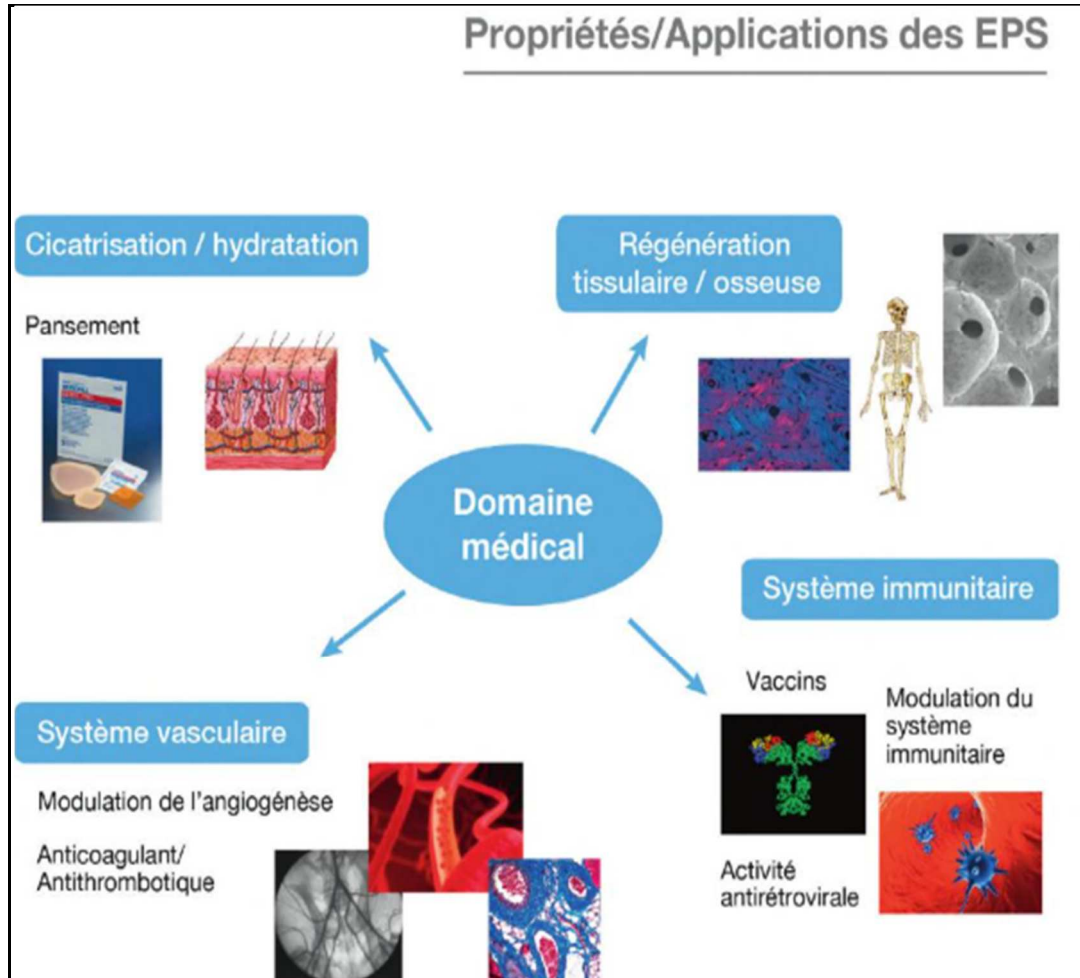 Propriétés/Applications des EPS
Cicatrisation / hydratation
Pansement
Régénération
tissulaire / osseuse
Domaine
médical
Système immunitaire
Vaccins
Modulation du
système
immunitaire
Activité
antirétrovirale
Système vasculaire
Modulation de l'angiogénèse
Anticoagulant/
Antithrombotique